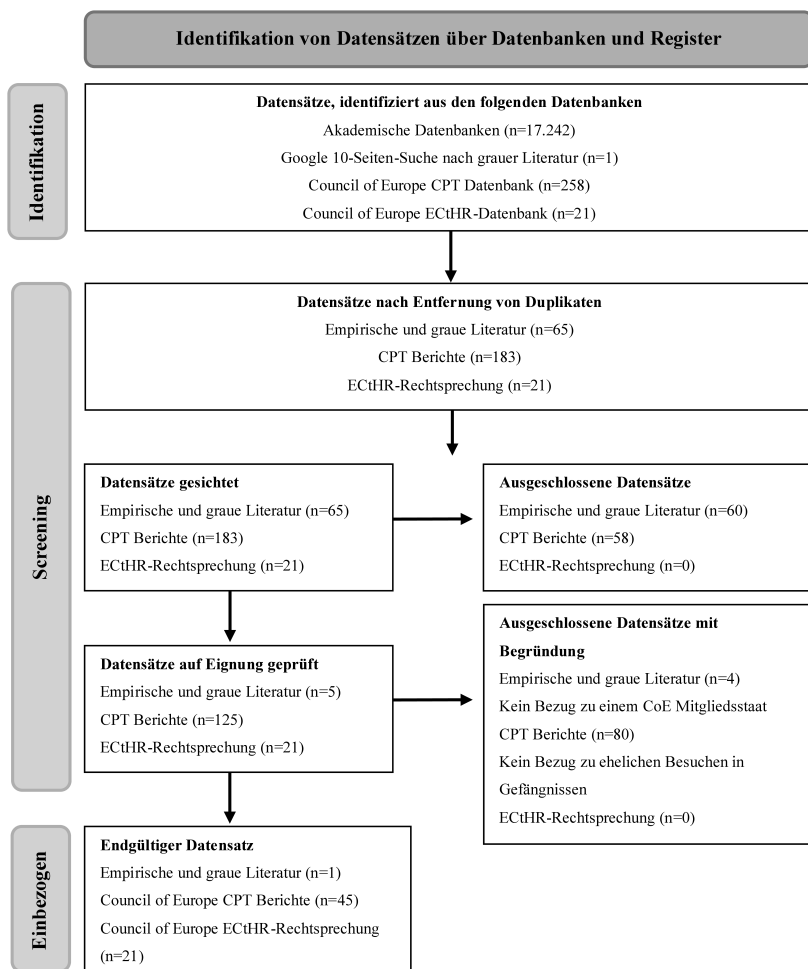 Identifikation von Datensätzen über Datenbanken und Register
Identifikation
Datensätze, identifiziert aus den folgenden Datenbanken
Akademische Datenbanken (n=17.242)
Google 10-Seiten-Suche nach grauer Literatur (n=1)
Council of Europe CPT Datenbank (n=258)
Council of Europe ECtHR-Datenbank (n=21)
Screening
Datensätze nach Entfernung von Duplikaten
Empirische und graue Literatur (n=65)
CPT Berichte (n=183)
ECtHR-Rechtsprechung (n=21)
Datensätze gesichtet
Empirische und graue Literatur (n=65)
CPT Berichte (n=183)
ECtHR-Rechtsprechung (n=21)
Ausgeschlossene Datensätze
Empirische und graue Literatur (n=60)
CPT Berichte (n=58)
ECtHR-Rechtsprechung (n=0)
Datensätze auf Eignung geprüft
Empirische und graue Literatur (n=5)
CPT Berichte (n=125)
ECtHR-Rechtsprechung (n=21)
Ausgeschlossene Datensätze mit
Begründung
Empirische und graue Literatur (n=4)
Kein Bezug zu einem CoE Mitgliedsstaat
CPT Berichte (n=80)
Kein Bezug zu ehelichen Besuchen in
Gefängnissen
ECtHR-Rechtsprechung (n=0)
Einbezogen
Endgültiger Datensatz
Empirische und graue Literatur (n=1)
Council of Europe CPT Berichte (n=45)
Council of Europe ECtHR-Rechtsprechung
(n=21)